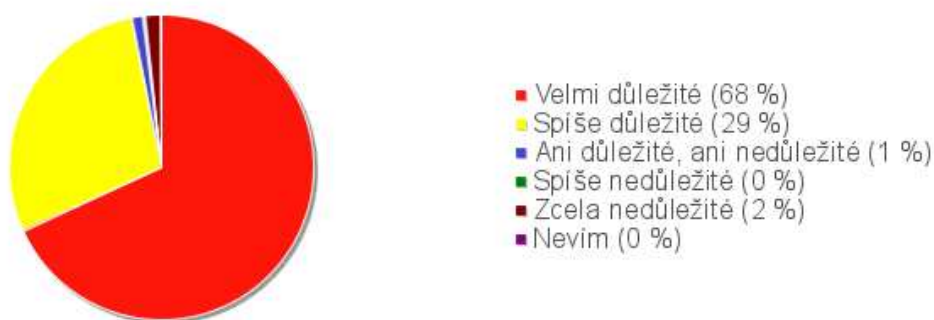 Velmi důležité (68 %)
Spíše důležité (29 %)
Ani důležité, ani nedůležité (1 %)
Spíše nedůležité (0 %)
Zcela nedůležité (2 %)
Nevím (0 %)